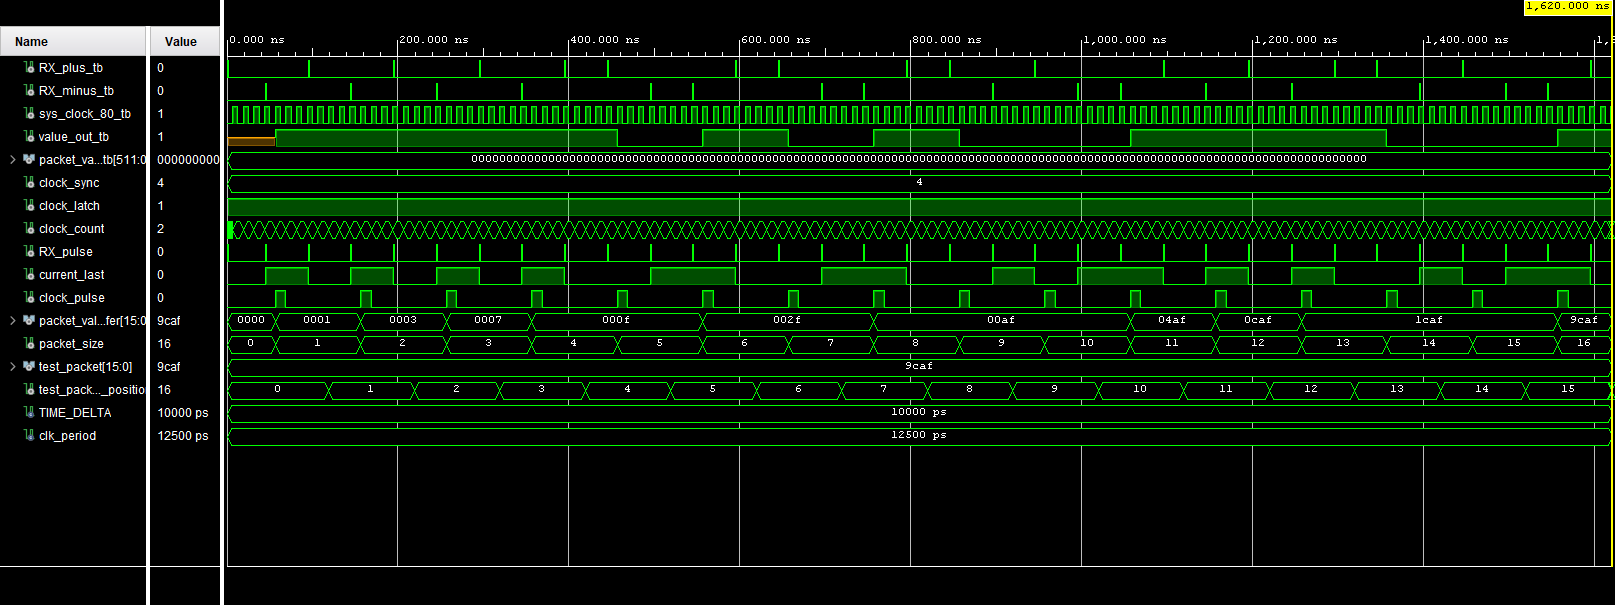 1,620.000 ns
Name Value 0.000 ns 200.000 ns 400.000 ns 600.000 ns 800.000 ns 1,000.000 ns 1,200.000 ns 1,400.000 ns
RX_plus_tb 0
RX_minus_tb 0
sys_clock_80_tb 1
value_out_tb 1
packet_va...tb[511:0 000000000
clock_sync 4 4
clock_latch 1
clock_count 2
RX_pulse 0
current_last 0
clock_pulse 0
packet_val...fer[15:0 9caf 0000 0001 0003 0007 000f 002f 00af 04af 0caf 1caf 9caf
packet_size 16 0 1 2 3 4 5 6 7 8 9 10 11 12 13 14 15 16
test_packet[15:0] 9caf 9caf
test_pack..._positio 16 0 1 2 3 4 5 6 7 8 9 10 11 12 13 14 15
TIME_DELTA 10000 ps 10000 ps
clk_period 12500 ps 12500 ps